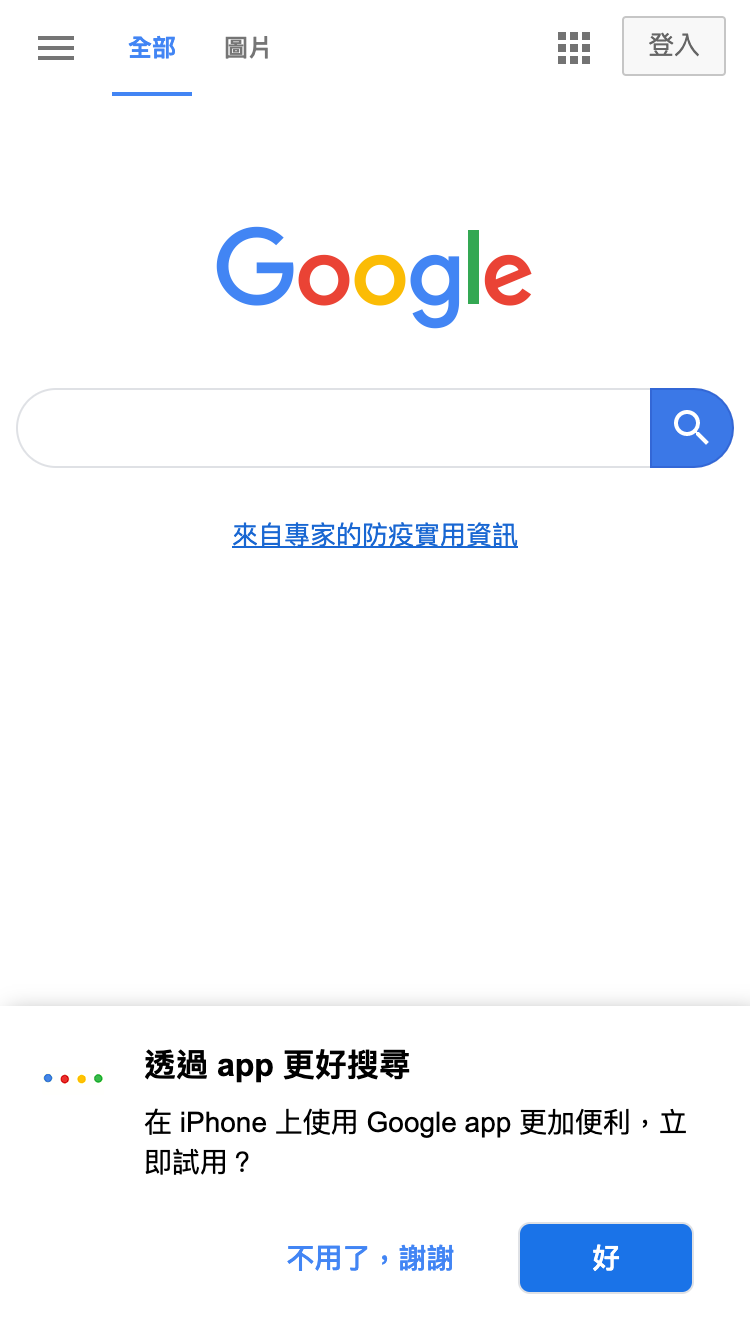 全部 圖片 登入
Google
來自專家的防疫實用資訊
透過 app 更好搜尋
在 iPhone 上使用 Google app 更加便利，立
即試用？
不用了，謝謝 好